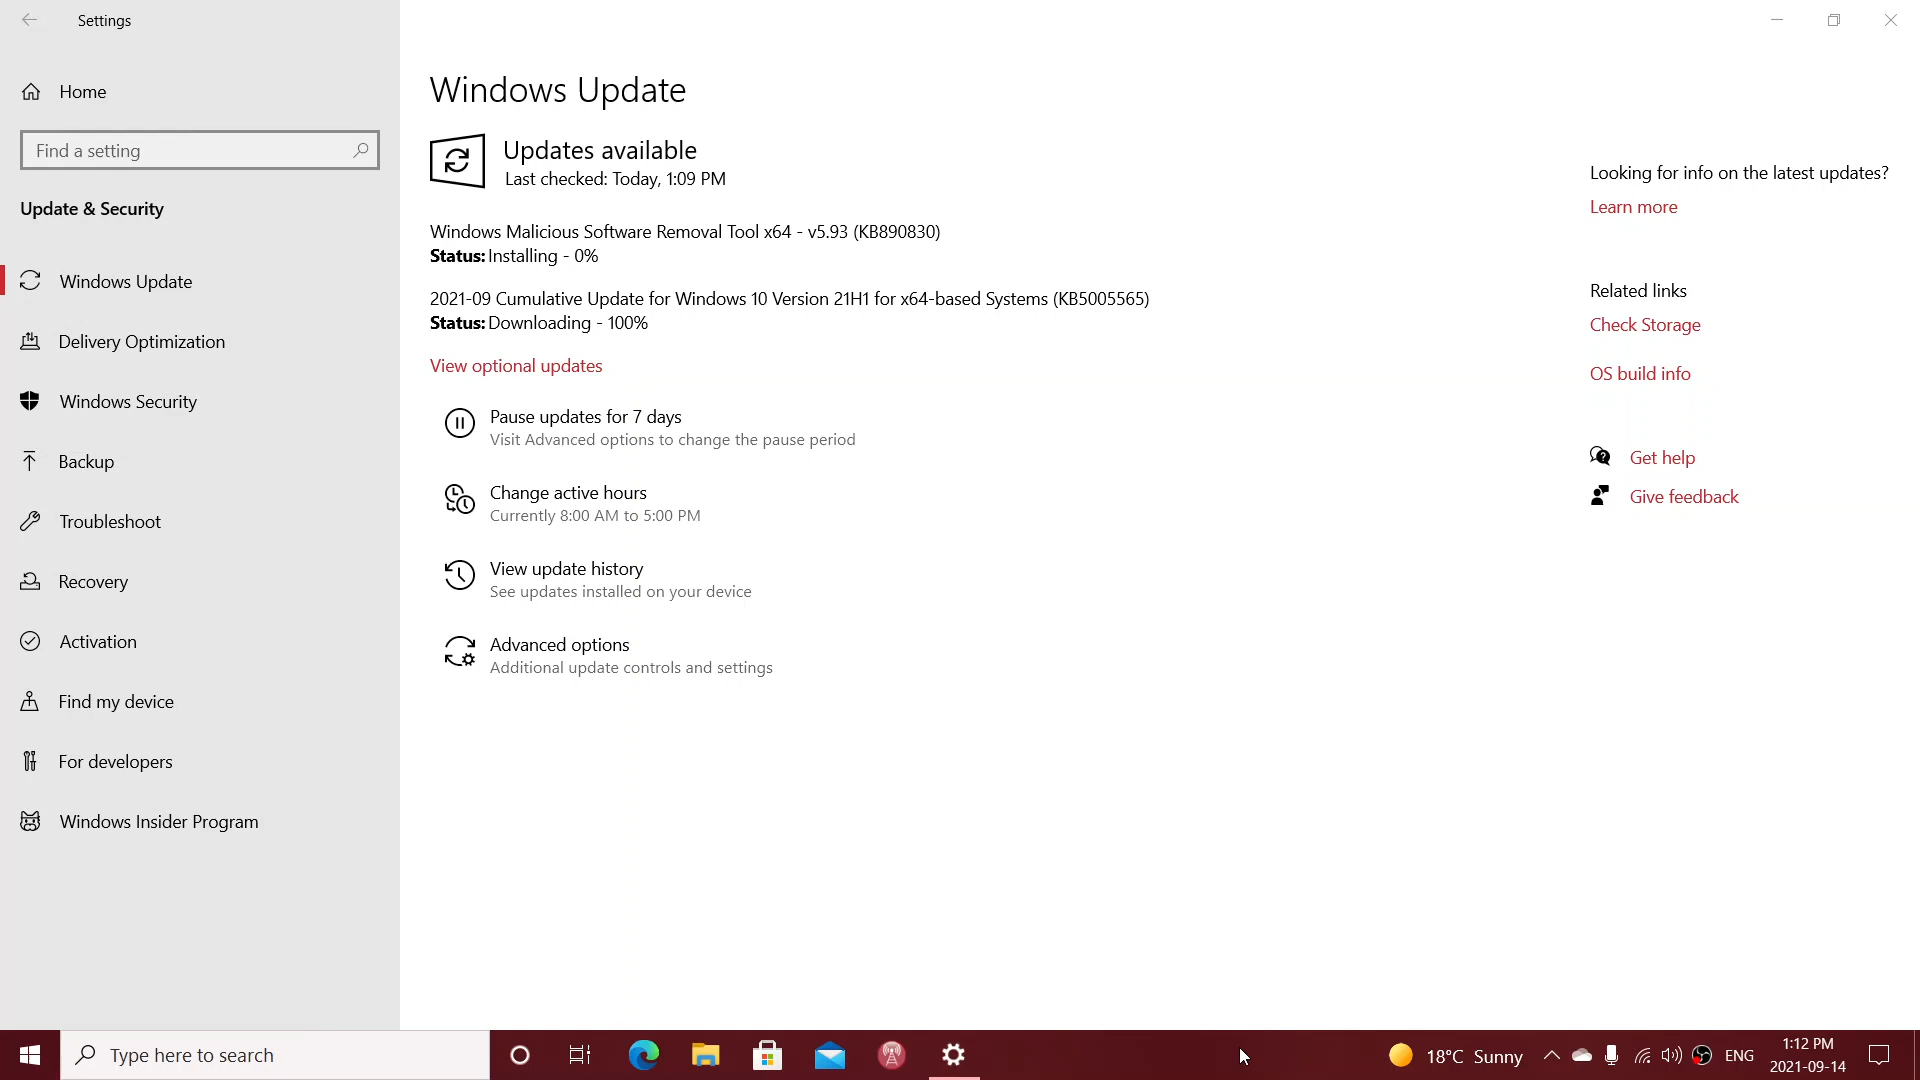 Settings
Home
Find a setting
Update & Security
Windows Update
Delivery Optimization
Windows Security
Backup
Troubleshoot
Recovery
Activation
Find my device
For developers
Windows Insider Program
Windows Update
Updates available
Last checked: Today, 1:09 PM
Windows Malicious Software Removal Tool x64 - v5.93 (KB890830)
Status: Installing - 0%
2021-09 Cumulative Update for Windows 10 Version 21H1 for x64-based Systems (KB5005565)
Status: Downloading - 100%
View optional updates
Pause updates for 7 days
Visit Advanced options to change the pause period
Change active hours
Currently 8:00 AM to 5:00 PM
View update history
See updates installed on your device
Advanced options
Additional update controls and settings
Looking for info on the latest updates?
Learn more
Related links
Check Storage
OS build info
Get help
Give feedback
Type here to search
18°C Sunny
ENG
1:12 PM
2021-09-14